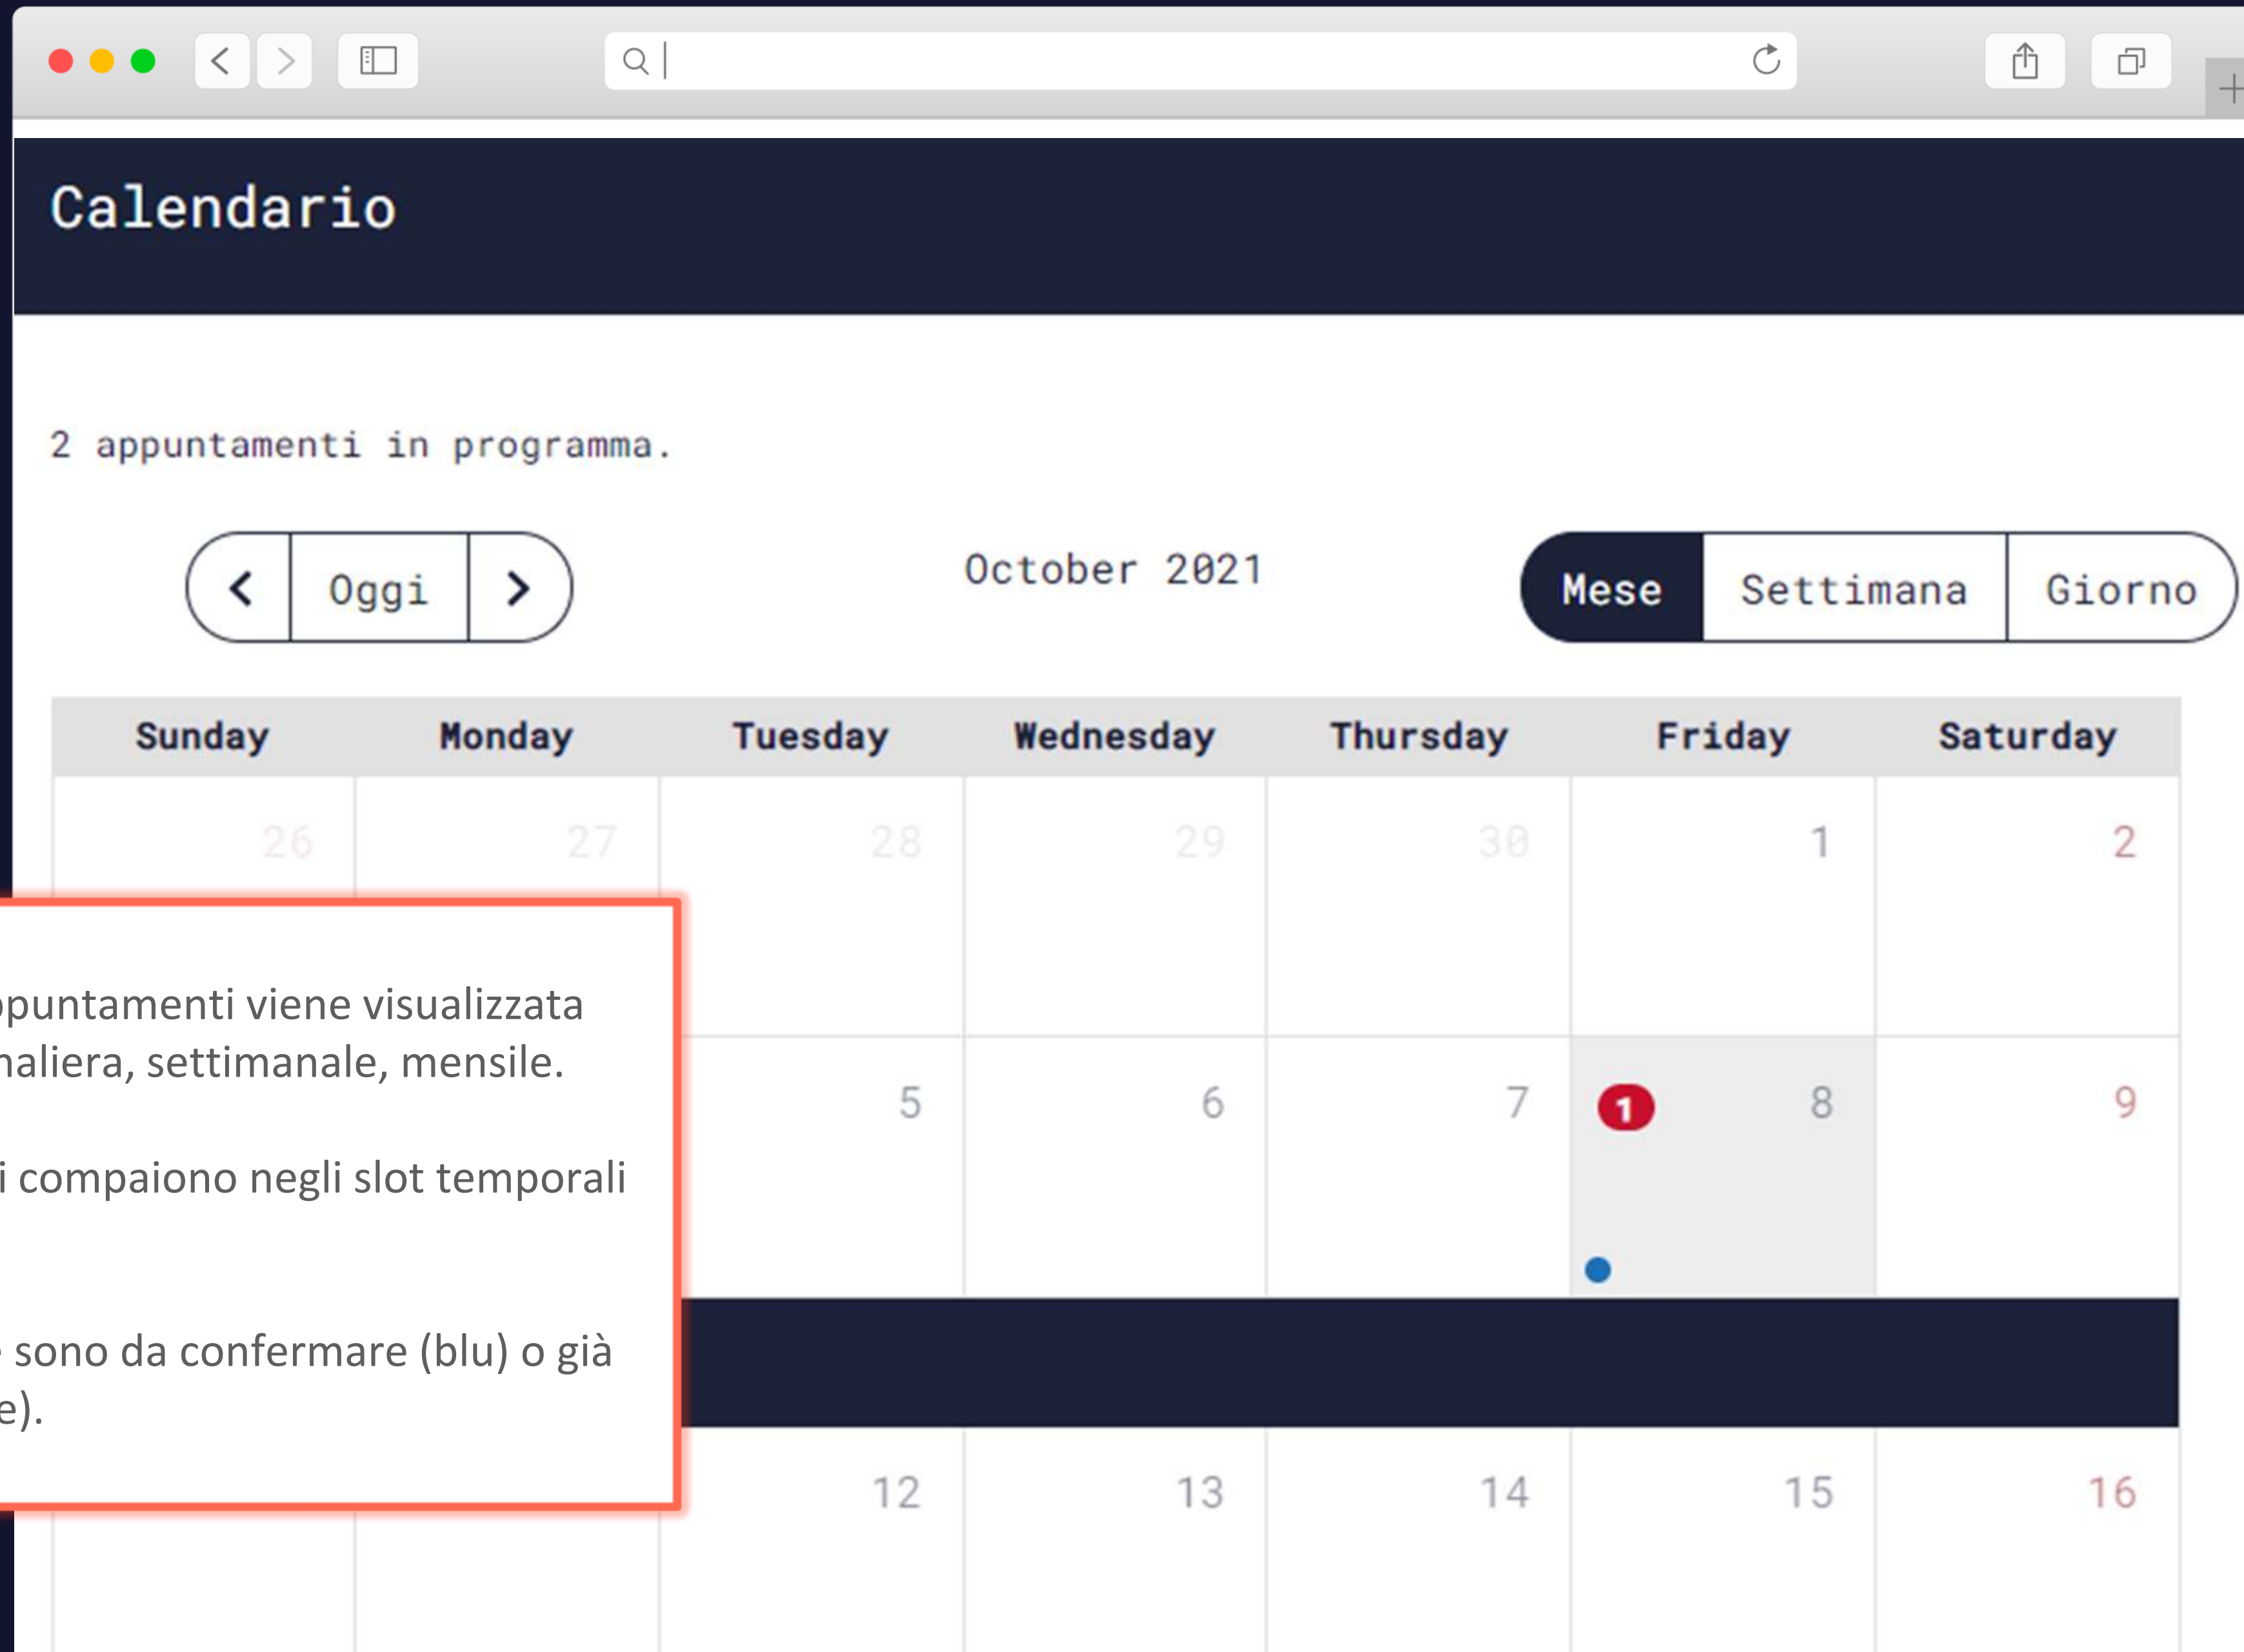 Calendario
2 appuntamenti in programma.
Oggi
October 2021
Mese Settimana Giorno
Sunday Monday Tuesday Wednesday Thursday Friday Saturday
26 27 28 29 30 1 2
viene visualizzata
settimanale, mensile.
5 6 7 1 8 9
compaiono negli slot temporali
sono da confermare (blu) o già
12 13 14 15 16